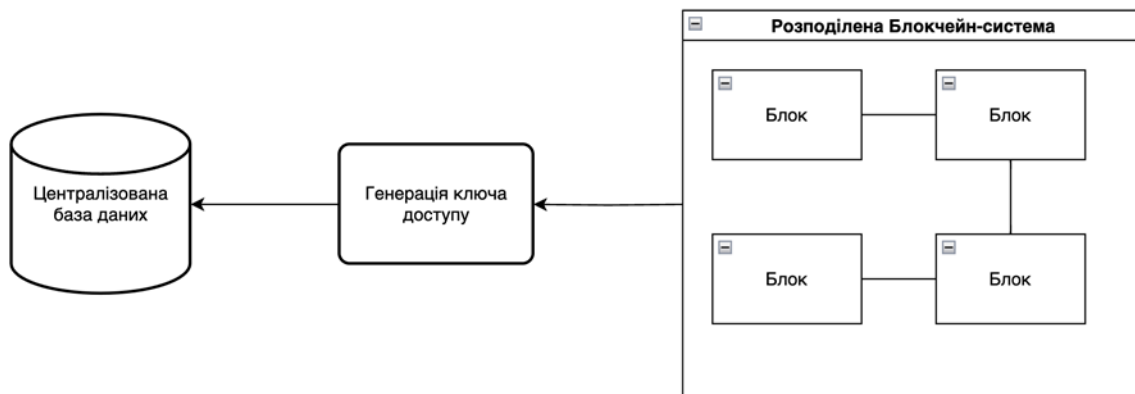 Розподілена Блокчейн-система
Блок
Блок
Централізована
база даних
Генерація ключа
доступу
Блок
Блок